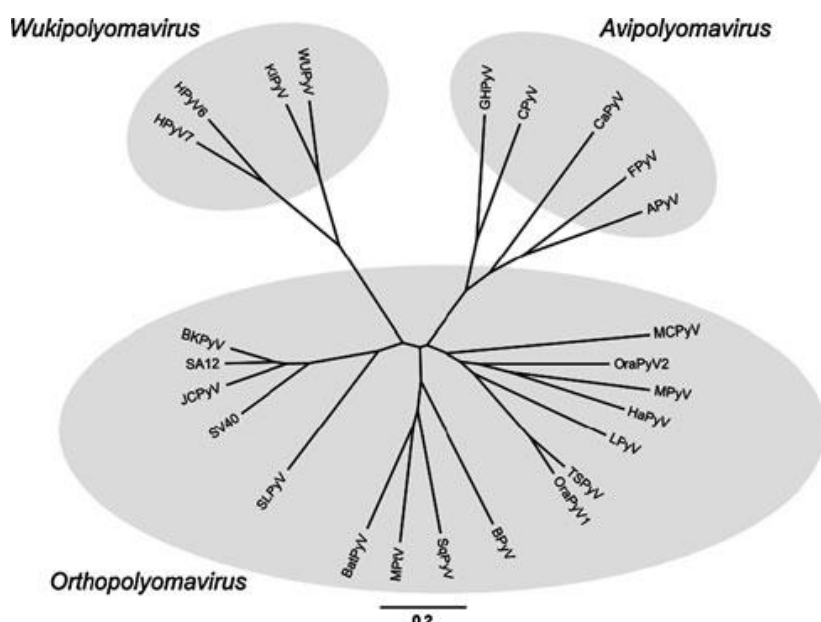 Wukipolyomavirus
Avipolyomavirus
WUPyV
KIPyV
HPyV6
HPyV7
GHPyV
CPyV
CaPyV
FPyV
APyV
BKPyV
SA12
JCPyV
SV40
SLPyV
BatPyV
MPtV
SqPyV
BPyV
MCPyV
OraPyV2
MPyV
HaPyV
LPyV
TSPyV
OraPyV1
Orthopolyomavirus
0.2